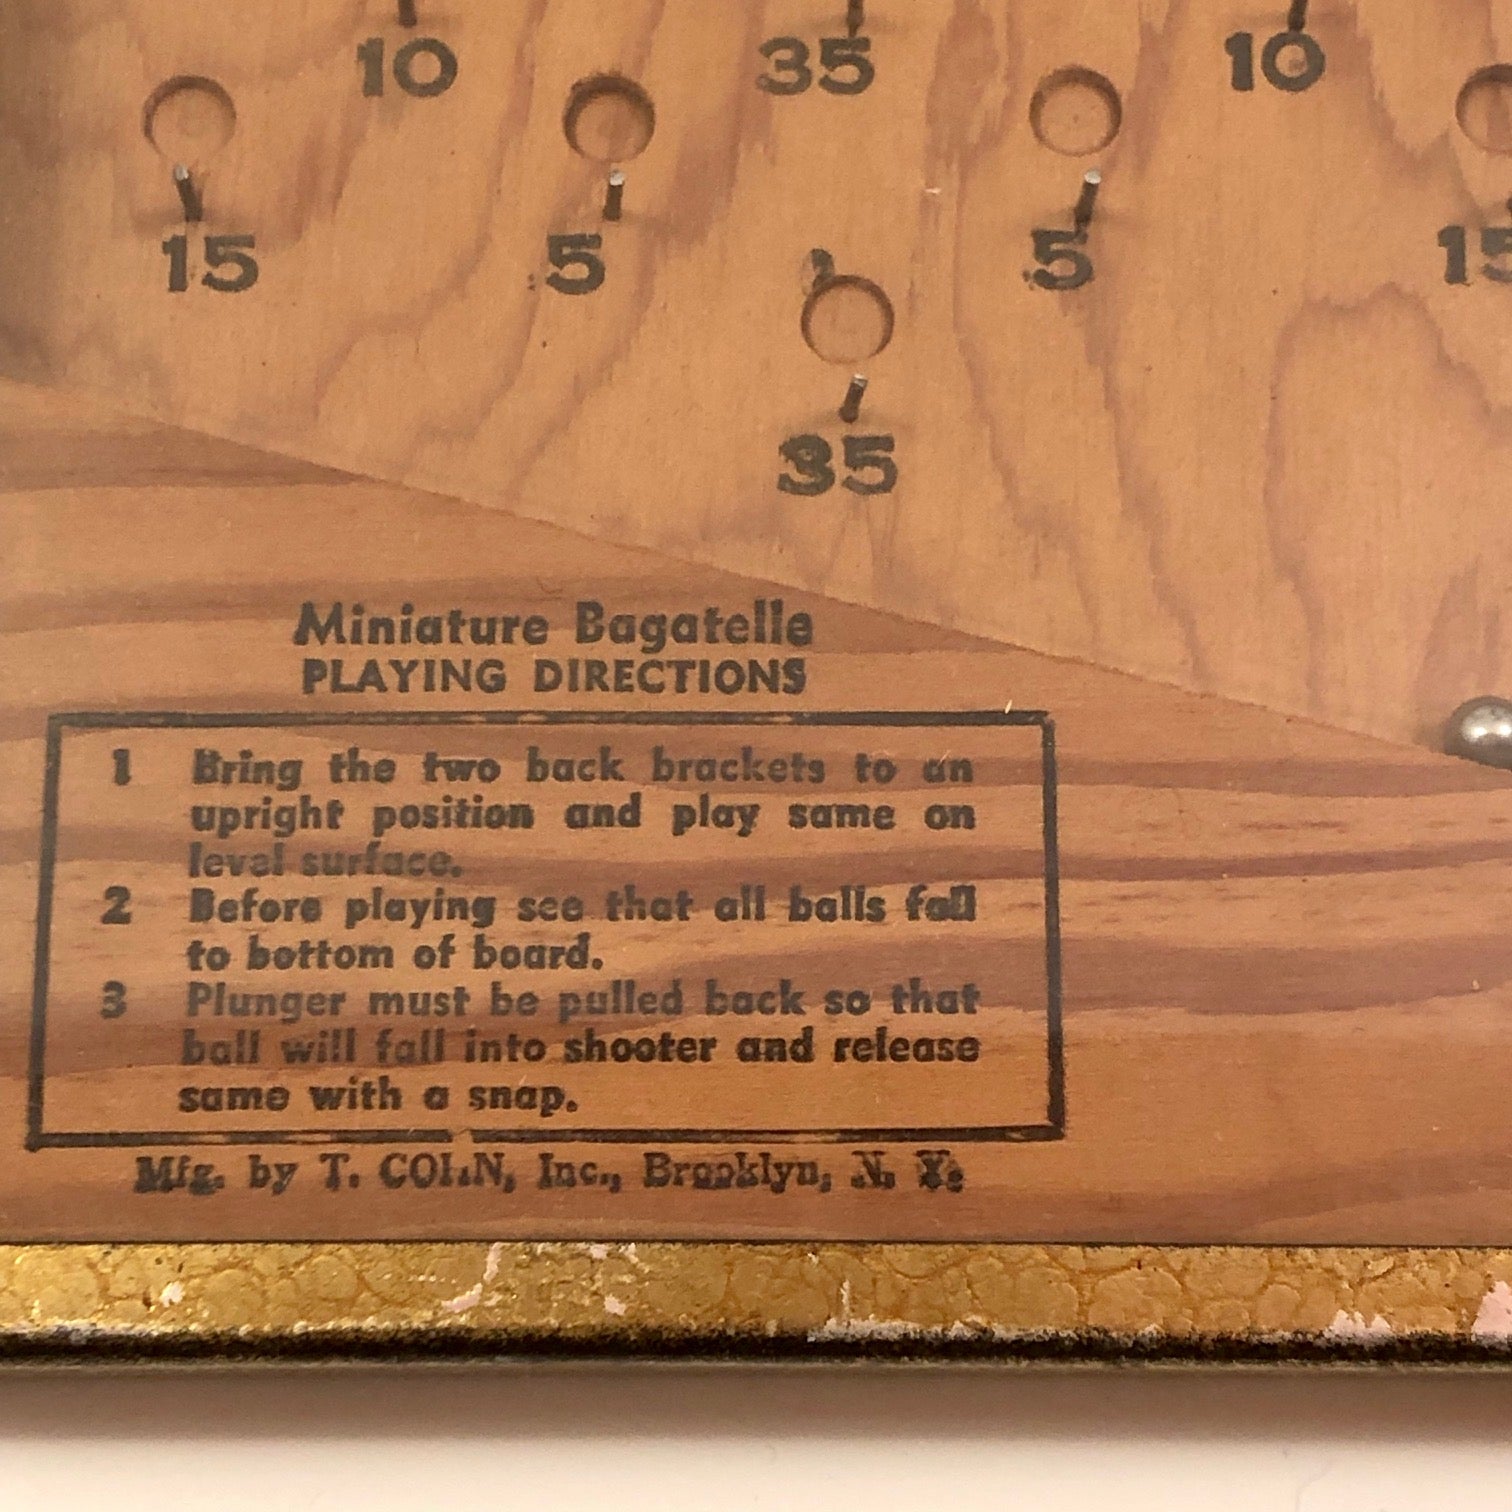 10 35 10
15 5 5 15
35
Miniature Bagatelle
PLAYING DIRECTIONS
1 Bring the two back brackets to an
upright position and play same on
level surface.
2 Before playing see that all balls fall
to bottom of board.
3 Plunger must be pulled back so that
ball will fall into shooter and release
same with a snap.
Mfg. by T. COHN, Inc., Brooklyn, N. Y.